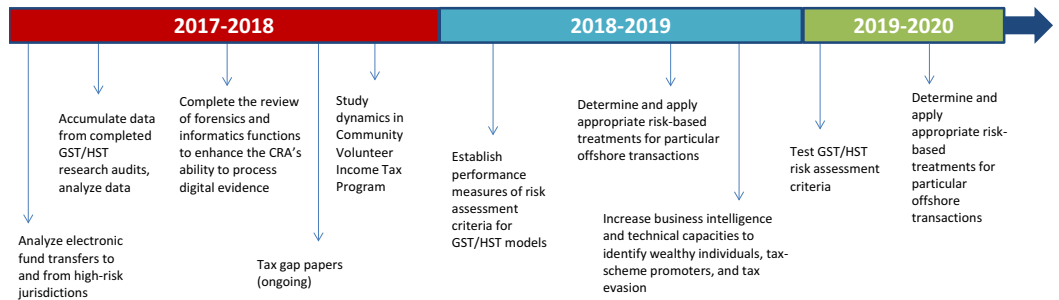 2017-2018
2018-2019
2019-2020
Analyze electronic
fund transfers to
and from high-risk
jurisdictions
Accumulate data
from completed
GST/HST
research audits,
analyze data
Complete the review
of forensics and
informatics functions
to enhance the CRA's
ability to process
digital evidence
Tax gap papers
(ongoing)
Study
dynamics in
Community
Volunteer
Income Tax
Program
Establish
performance
measures of risk
assessment
criteria for
GST/HST models
Determine and apply
appropriate risk-based
treatments for particular
offshore transactions
Increase business intelligence
and technical capacities to
identify wealthy individuals, tax-
scheme promoters, and tax
evasion
Test GST/HST
risk assessment
criteria
Determine and
apply
appropriate risk-
based
treatments for
particular
offshore
transactions